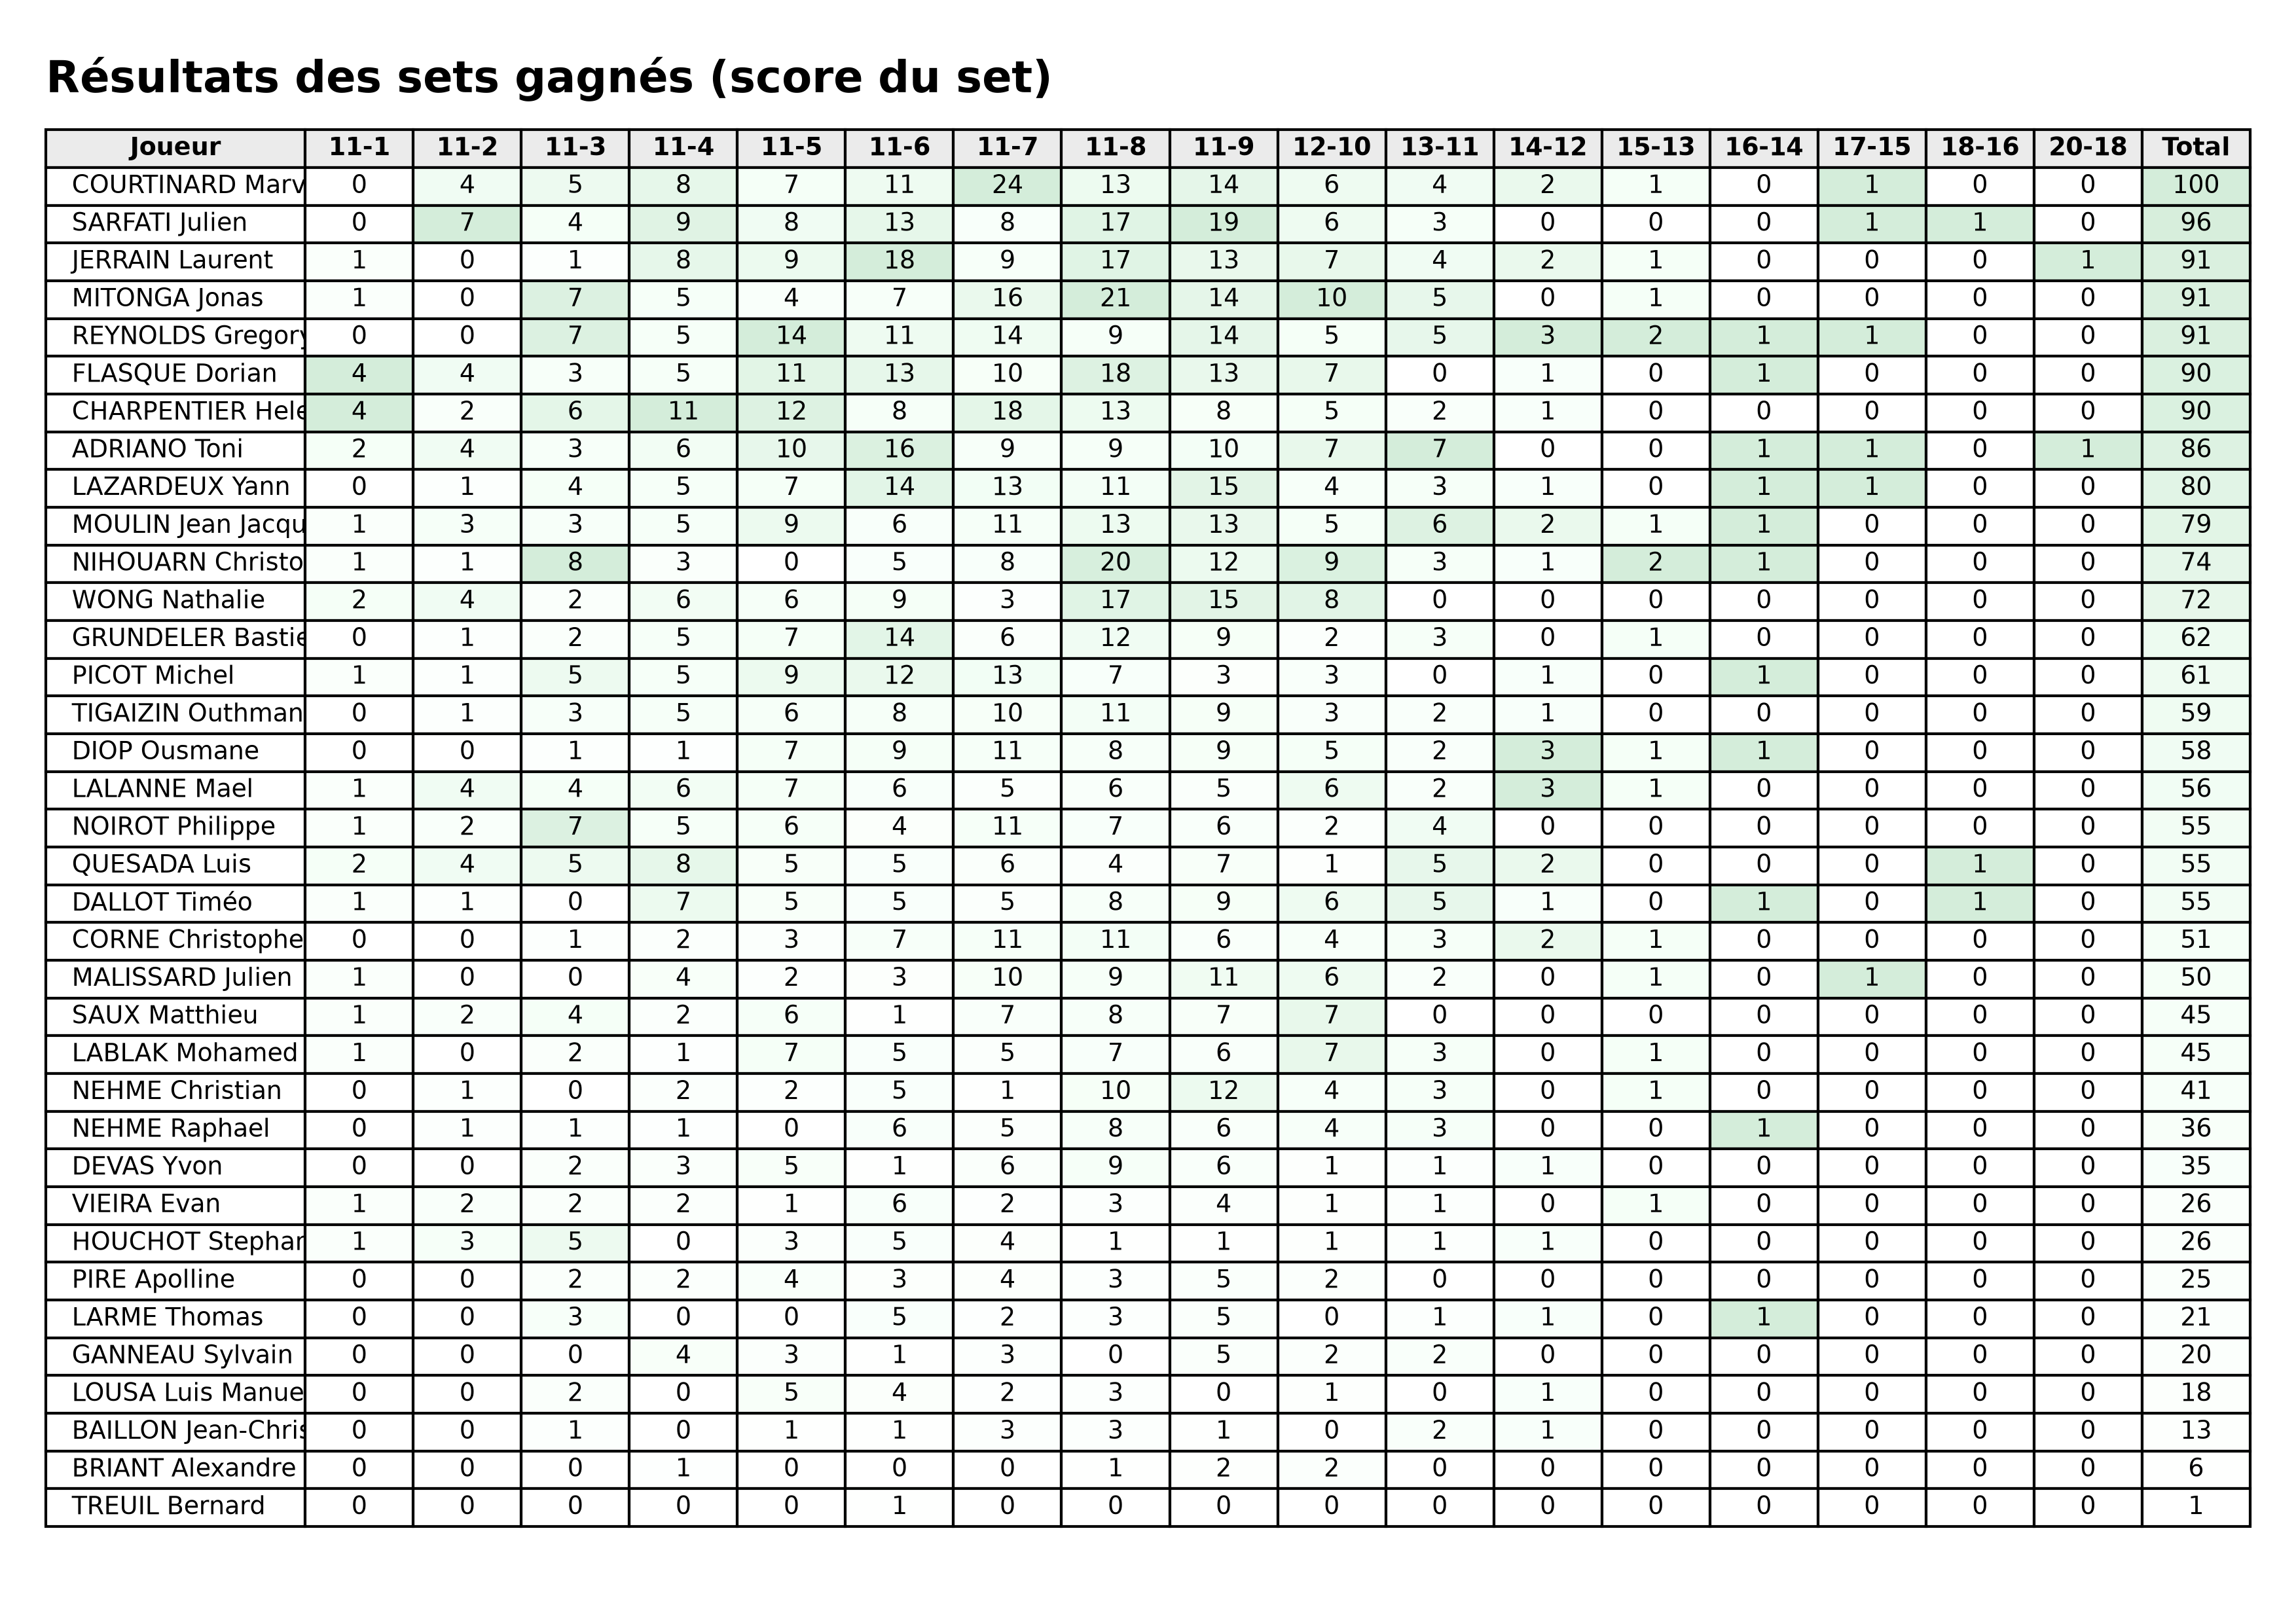 Résultats des sets gagnés (score du set)
Joueur 11-1 11-2 11-3 11-4 11-5 11-6 11-7 11-8 11-9 12-10 13-11 14-12 15-13 16-14 17-15 18-16 20-18 Total
COURTINARD Marv 0 4 5 8 7 11 24 13 14 6 4 2 1 0 1 0 0 100
SARFATI Julien 0 7 4 9 8 13 8 17 19 6 3 0 0 0 1 1 0 96
JERRAIN Laurent 1 0 1 8 9 18 9 17 13 7 4 2 1 0 0 0 1 91
MITONGA Jonas 1 0 7 5 4 7 16 21 14 10 5 0 1 0 0 0 0 91
REYNOLDS Gregory 0 0 7 5 14 11 14 9 14 5 5 3 2 1 1 0 0 91
FLASQUE Dorian 4 4 3 5 11 13 10 18 13 7 0 1 0 1 0 0 0 90
CHARPENTIER Hele 4 2 6 11 12 8 18 13 8 5 2 1 0 0 0 0 0 90
ADRIANO Toni 2 4 3 6 10 16 9 9 10 7 7 0 0 1 1 0 1 86
LAZARDEUX Yann 0 1 4 5 7 14 13 11 15 4 3 1 0 1 1 0 0 80
MOULIN Jean Jacqu 1 3 3 5 9 6 11 13 13 5 6 2 1 1 0 0 0 79
NIHOUARN Christo 1 1 8 3 0 5 8 20 12 9 3 1 2 1 0 0 0 74
WONG Nathalie 2 4 2 6 6 9 3 17 15 8 0 0 0 0 0 0 0 72
GRUNDELER Bastie 0 1 2 5 7 14 6 12 9 2 3 0 1 0 0 0 0 62
PICOT Michel 1 1 5 5 9 12 13 7 3 3 0 1 0 1 0 0 0 61
TIGAIZIN Outhman 0 1 3 5 6 8 10 11 9 3 2 1 0 0 0 0 0 59
DIOP Ousmane 0 0 1 1 7 9 11 8 9 5 2 3 1 1 0 0 0 58
LALANNE Mael 1 4 4 6 7 6 5 6 5 6 2 3 1 0 0 0 0 56
NOIROT Philippe 1 2 7 5 6 4 11 7 6 2 4 0 0 0 0 0 0 55
QUESADA Luis 2 4 5 8 5 5 6 4 7 1 5 2 0 0 0 1 0 55
DALLOT Timéo 1 1 0 7 5 5 5 8 9 6 5 1 0 1 0 1 0 55
CORNE Christophe 0 0 1 2 3 7 11 11 6 4 3 2 1 0 0 0 0 51
MALISSARD Julien 1 0 0 4 2 3 10 9 11 6 2 0 1 0 1 0 0 50
SAUX Matthieu 1 2 4 2 6 1 7 8 7 7 0 0 0 0 0 0 0 45
LABLAK Mohamed 1 0 2 1 7 5 5 7 6 7 3 0 1 0 0 0 0 45
NEHME Christian 0 1 0 2 2 5 1 10 12 4 3 0 1 0 0 0 0 41
NEHME Raphael 0 1 1 1 0 6 5 8 6 4 3 0 0 1 0 0 0 36
DEVAS Yvon 0 0 2 3 5 1 6 9 6 1 1 1 0 0 0 0 0 35
VIEIRA Evan 1 2 2 2 1 6 2 3 4 1 1 0 1 0 0 0 0 26
HOUCHOT Stephan 1 3 5 0 3 5 4 1 1 1 1 1 0 0 0 0 0 26
PIRE Apolline 0 0 2 2 4 3 4 3 5 2 0 0 0 0 0 0 0 25
LARME Thomas 0 0 3 0 0 5 2 3 5 0 1 1 0 1 0 0 0 21
GANNEAU Sylvain 0 0 0 4 3 1 3 0 5 2 2 0 0 0 0 0 0 20
LOUSA Luis Manue 0 0 2 0 5 4 2 3 0 1 0 1 0 0 0 0 0 18
BAILLON Jean-Chris 0 0 1 0 1 1 3 3 1 0 2 1 0 0 0 0 0 13
BRIANT Alexandre 0 0 0 1 0 0 0 1 2 2 0 0 0 0 0 0 0 6
TREUIL Bernard 0 0 0 0 0 1 0 0 0 0 0 0 0 0 0 0 0 1